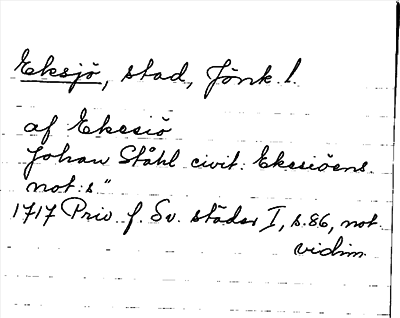 Eksjö, stad, Jönk. l.
af Ekesiö
Johan Ståhl civit: Ekesiöens.
not: s"
1717 Priv. f. Sv. städer I, s. 86, not
vidim.